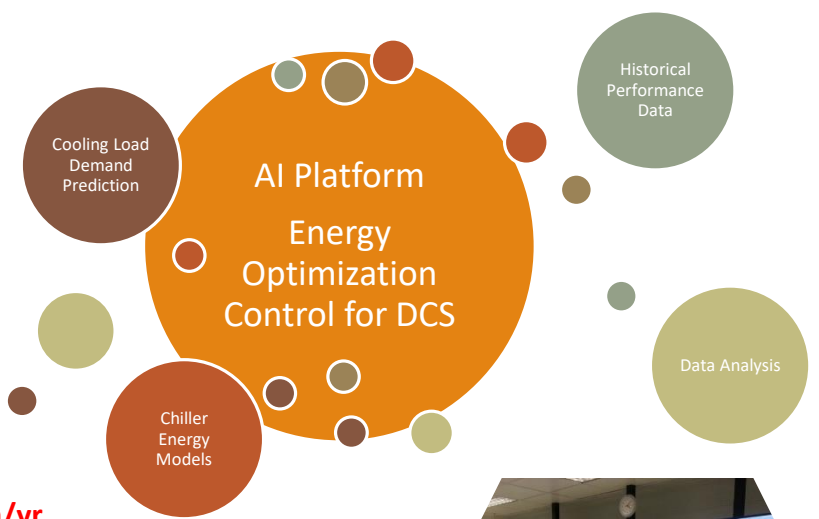 Historical
Performance
Data
Cooling Load
Demand
Prediction
AI Platform
Energy
Optimization
Control for DCS
Data Analysis
Chiller
Energy
Models
/yr